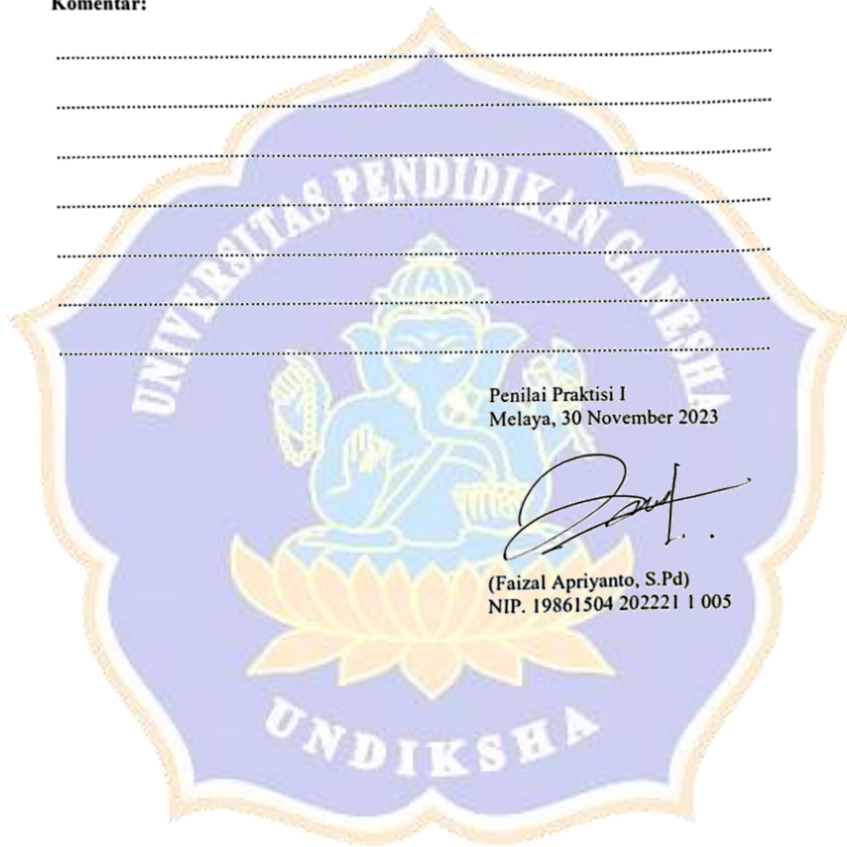 Komentar:
UNIVERSITAS PENDIDIKAN GANESHA
Penilai Praktisi I
Melaya, 30 November 2023
(Faizal Apriyanto, S.Pd)
NIP. 19861504 202221 1 005
UNDIKSHA